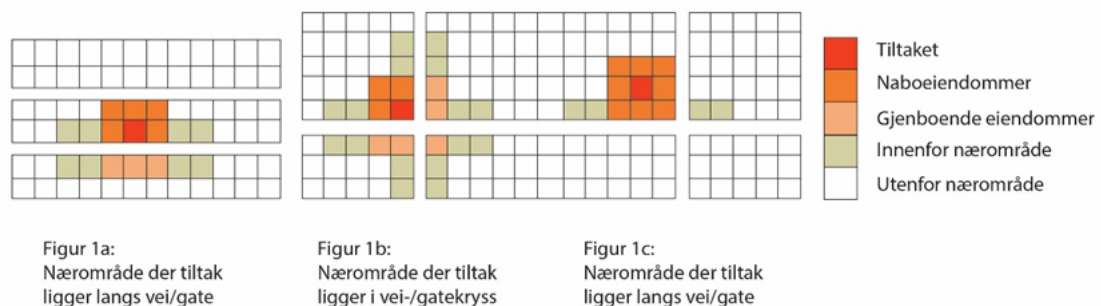 Tiltaket
Naboeiendommer
Gjenboende eiendommer
Innenfor nærområde
Utenfor nærområde
Figur 1a:
Nærområde der tiltak
ligger langs vei/gate
Figur 1b:
Nærområde der tiltak
ligger i vei-/gatekryss
Figur 1c:
Nærområde der tiltak
ligger langs vei/gate